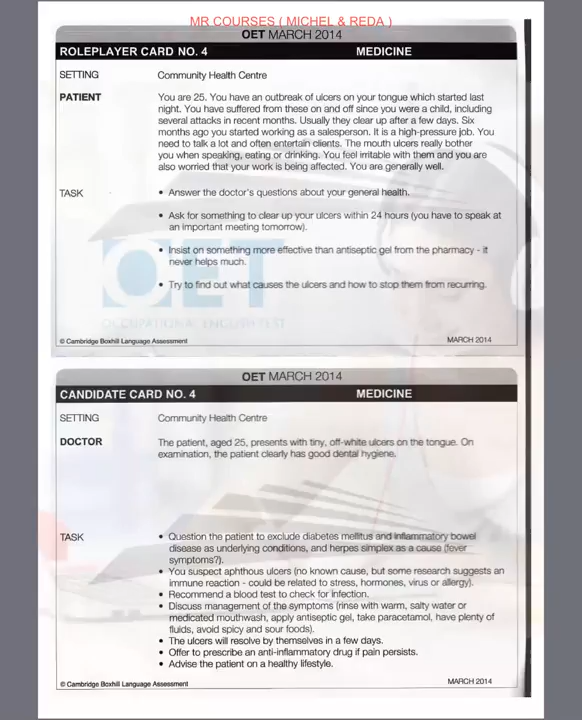 MR COURSES ( MICHEL & REDA )
OET MARCH 2014
ROLEPLAYER CARD NO. 4 MEDICINE
SETTING Community Health Centre
PATIENT You are 25. You have an outbreak of ulcers on your tongue which started last
night. You have suffered from these on and off since you were a child, including
several attacks in recent months. Usually they clear up after a few days. Six
months ago you started working as a salesperson. It is a high-pressure job. You
need to talk a lot and often entertain clients. The mouth ulcers really bother
you when speaking, eating or drinking. You feel irritable with them and you are
also worried that your work is being affected. You are generally well.
TASK • Answer the doctor's questions about your general health.
• Ask for something to clear up your ulcers within 24 hours (you have to speak at
an important meeting tomorrow).
• Insist on something more effective than antiseptic gel from the pharmacy - it
never helps much.
• Try to find out what causes the ulcers and how to stop them from recurring.
OET
OCCUPATIONAL ENGLISH TEST
© Cambridge Boxhill Language Assessment MARCH 2014
OET MARCH 2014
CANDIDATE CARD NO. 4 MEDICINE
SETTING Community Health Centre
DOCTOR The patient, aged 25, presents with tiny, off-white ulcers on the tongue. On
examination, the patient clearly has good dental hygiene.
TASK • Question the patient to exclude diabetes mellitus and inflammatory bowel
disease as underlying conditions, and herpes simplex as a cause (fever
symptoms?).
• You suspect aphthous ulcers (no known cause, but some research suggests an
immune reaction - could be related to stress, hormones, virus or allergy).
• Recommend a blood test to check for infection.
• Discuss management of the symptoms (rinse with warm, salty water or
medicated mouthwash, apply antiseptic gel, take paracetamol, have plenty of
fluids, avoid spicy and sour foods).
• The ulcers will resolve by themselves in a few days.
• Offer to prescribe an anti-inflammatory drug if pain persists.
• Advise the patient on a healthy lifestyle.
© Cambridge Boxhill Language Assessment MARCH 2014